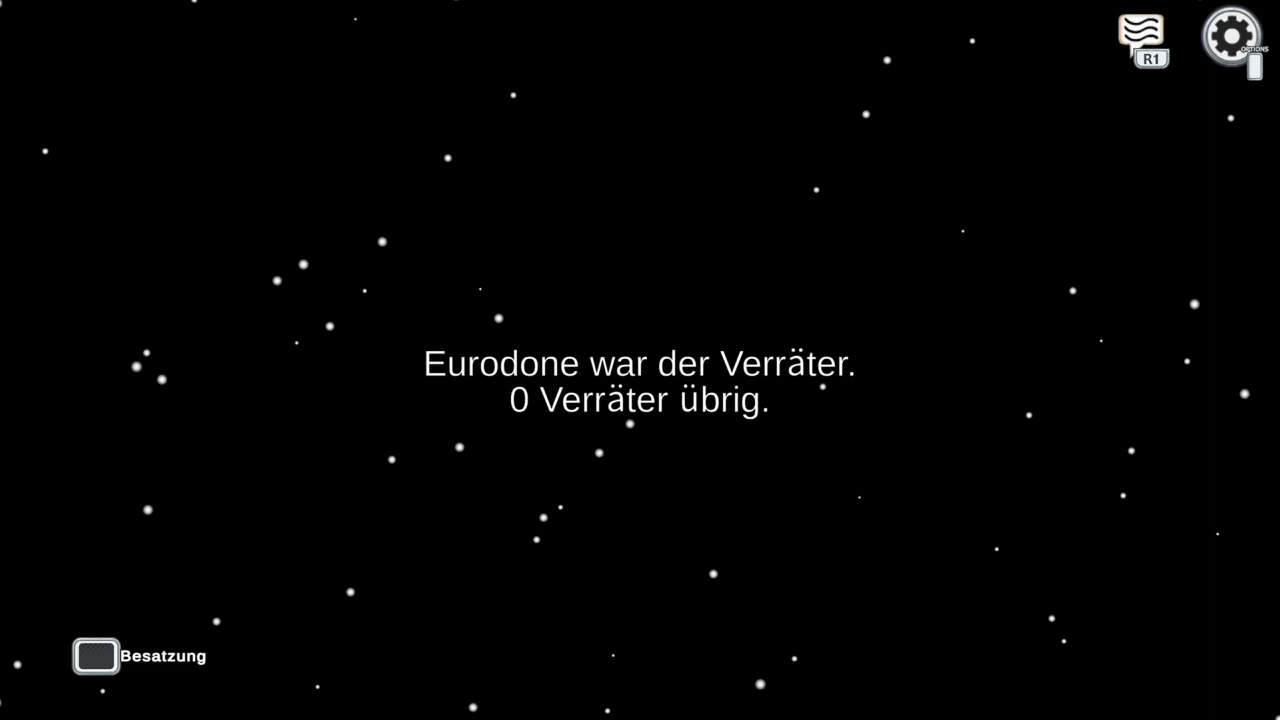 R1
OPTIONS
Eurodone war der Verräter.
0 Verräter übrig.
Besatzung